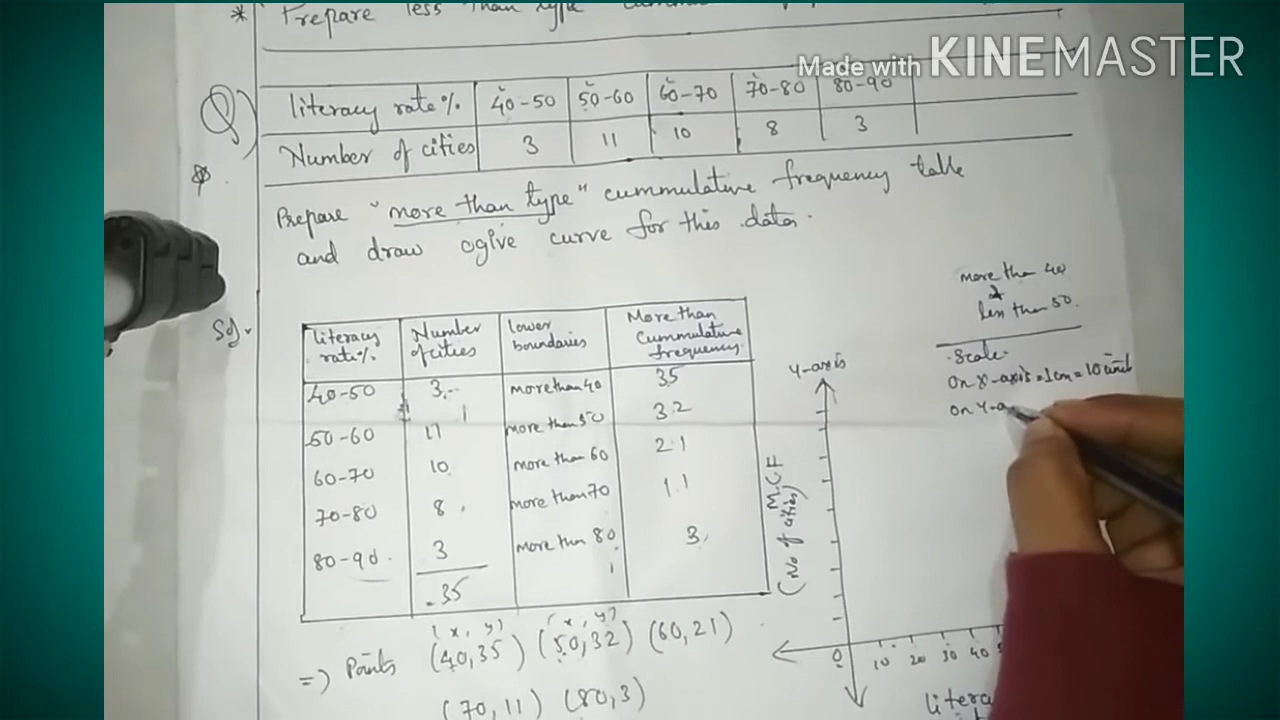 * Prepare less than type
Made with KINEMASTER
Q) literacy rate% 40-50 50-60 60-70 70-80 80-90
Number of cities 3 11 10 8 3
Prepare "more than type" cummulative frequency table
and draw ogive curve for this data.
Sol.
literacy rate% Number of cities lower boundaries More than cummulative frequency
40-50 3 more than 40 35
50-60 11 more than 50 32
60-70 10 more than 60 21
70-80 8 more than 70 11
80-90 3 more than 80 3
35
(x, y) (x, y)
=) Points (40,35) (50,32) (60,21)
(70,11) (80,3)
more than 40
less than 50.
Scale.
On X-axis = 1cm = 10 unit
on Y-a
Y-axis
M.C.F
(No of cities)
0 10 20 30 40 5
litera